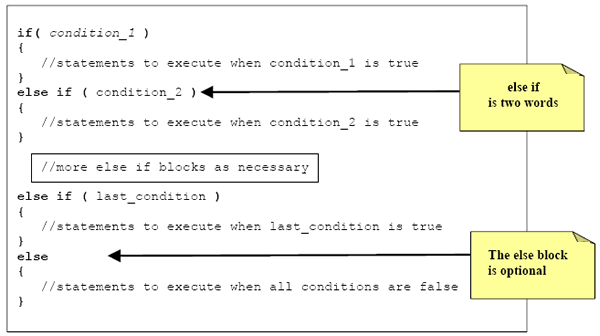 if( condition_1 )
{
//statements to execute when condition_1 is true
}
else if ( condition_2 )
{
//statements to execute when condition_2 is true
}
//more else if blocks as necessary
else if ( last_condition )
{
//statements to execute when last_condition is true
}
else
{
//statements to execute when all conditions are false
}
else if
is two words
The else block
is optional